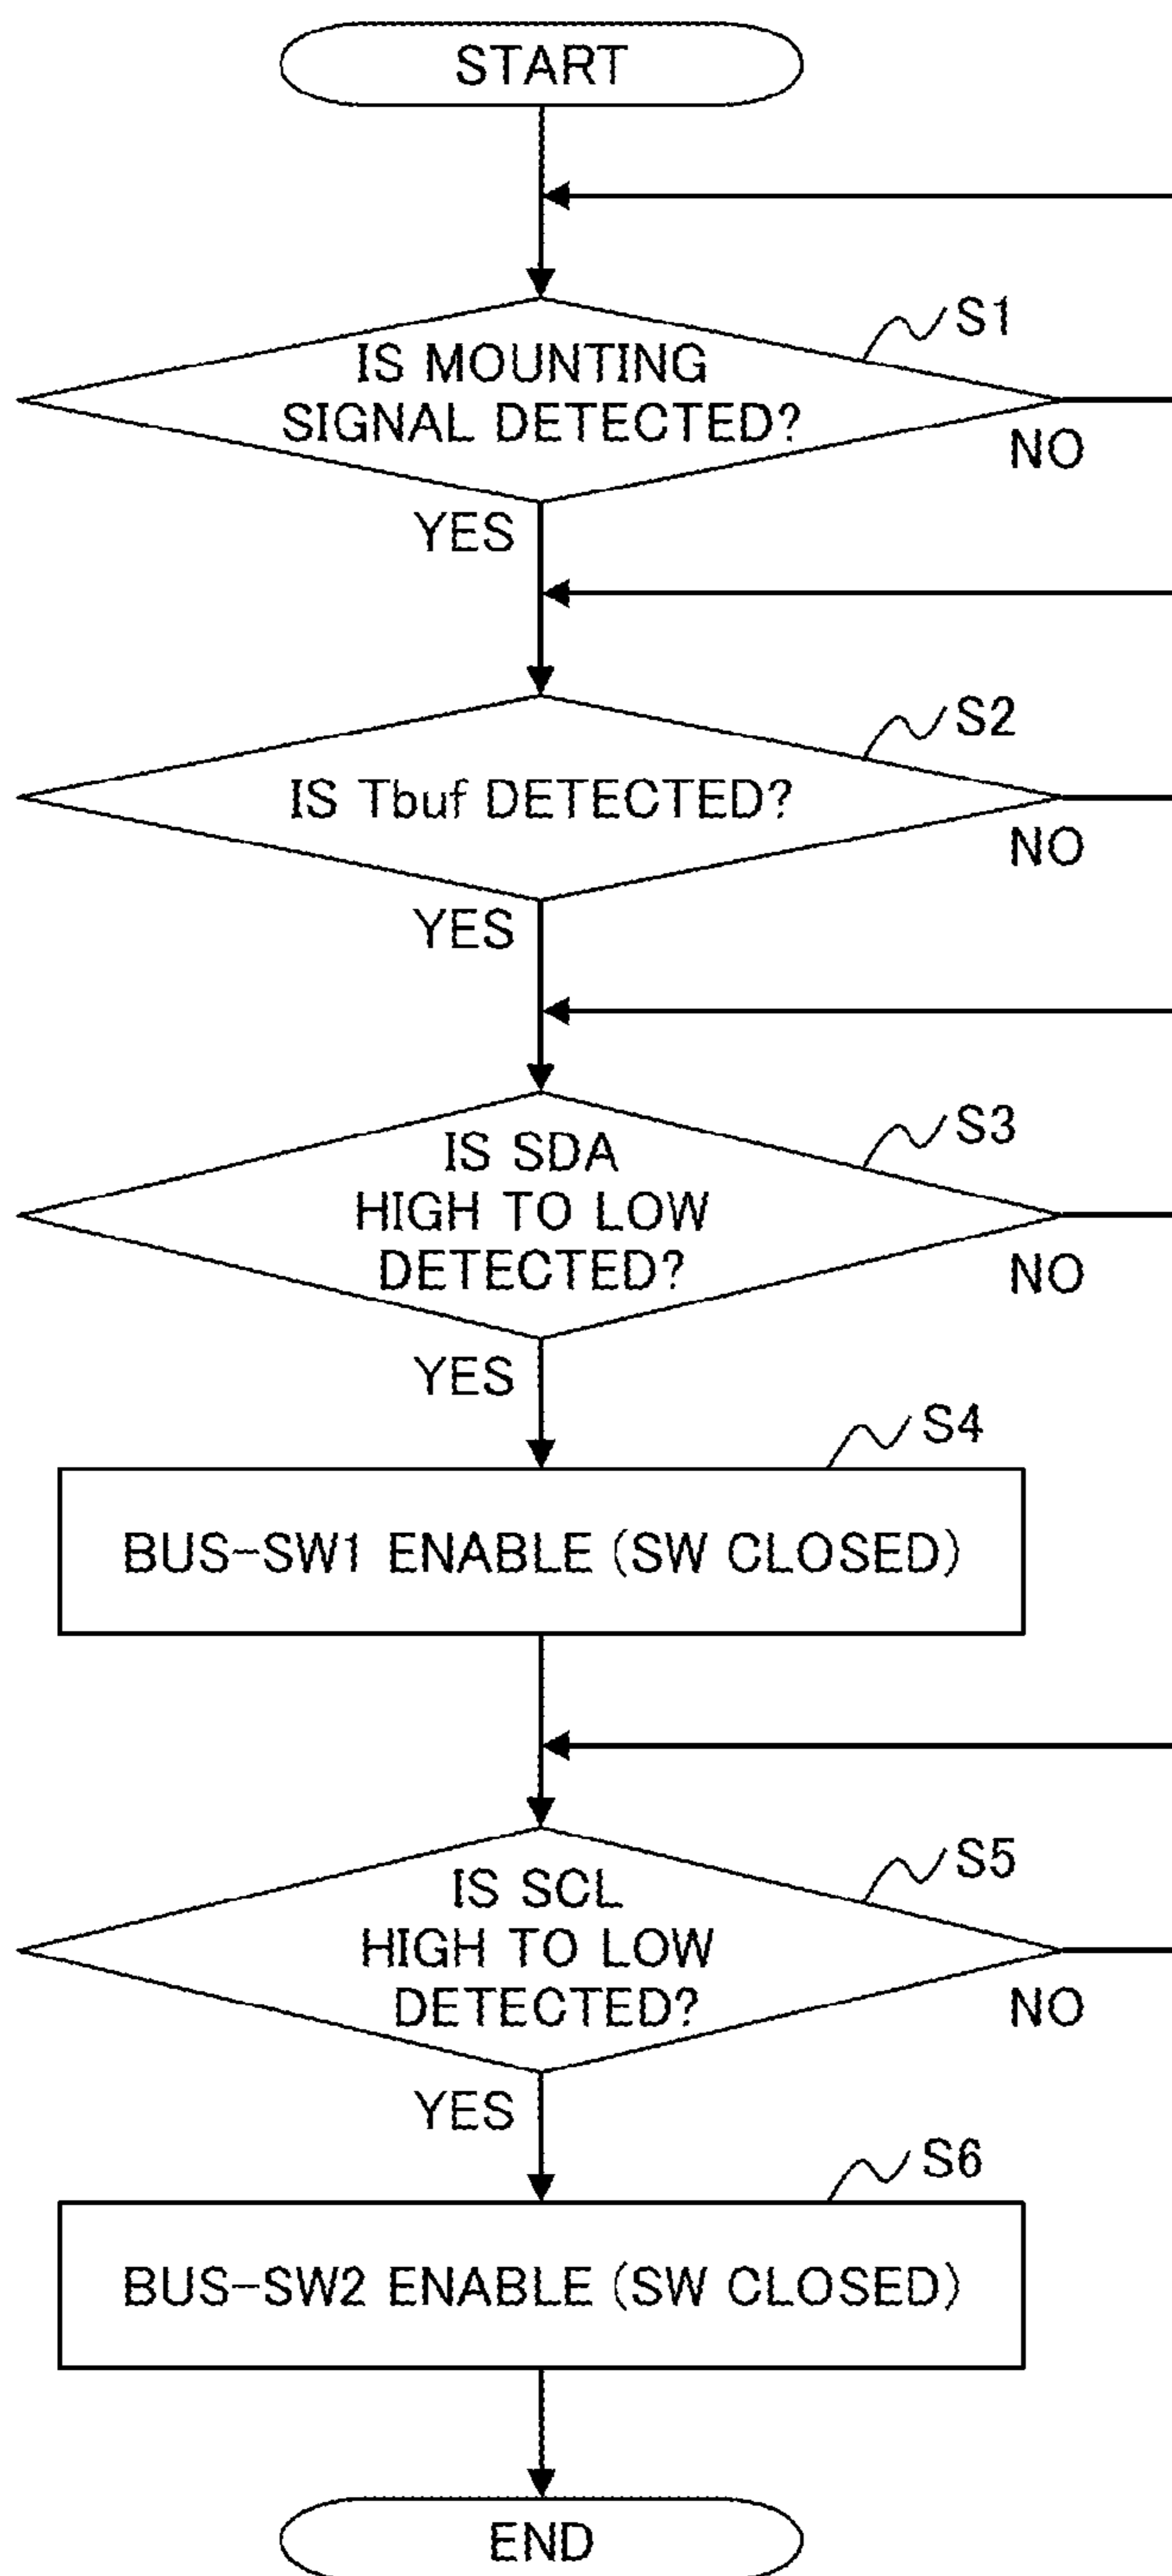 START
S1
IS MOUNTING
SIGNAL DETECTED?
NO
YES
S2
IS Tbuf DETECTED?
NO
YES
S3
IS SDA
HIGH TO LOW
DETECTED?
NO
YES
S4
BUS-SW1 ENABLE (SW CLOSED)
S5
IS SCL
HIGH TO LOW
DETECTED?
NO
YES
S6
BUS-SW2 ENABLE (SW CLOSED)
END